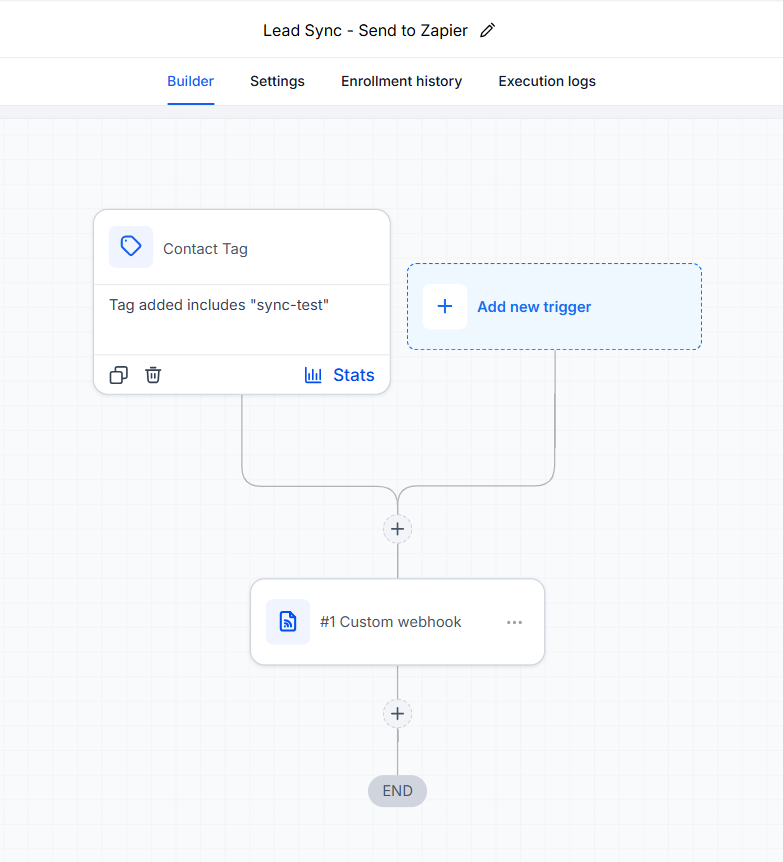 Lead Sync - Send to Zapier
Builder
Settings
Enrollment history
Execution logs
Contact Tag
Tag added includes "sync-test"
Stats
Add new trigger
#1 Custom webhook
END